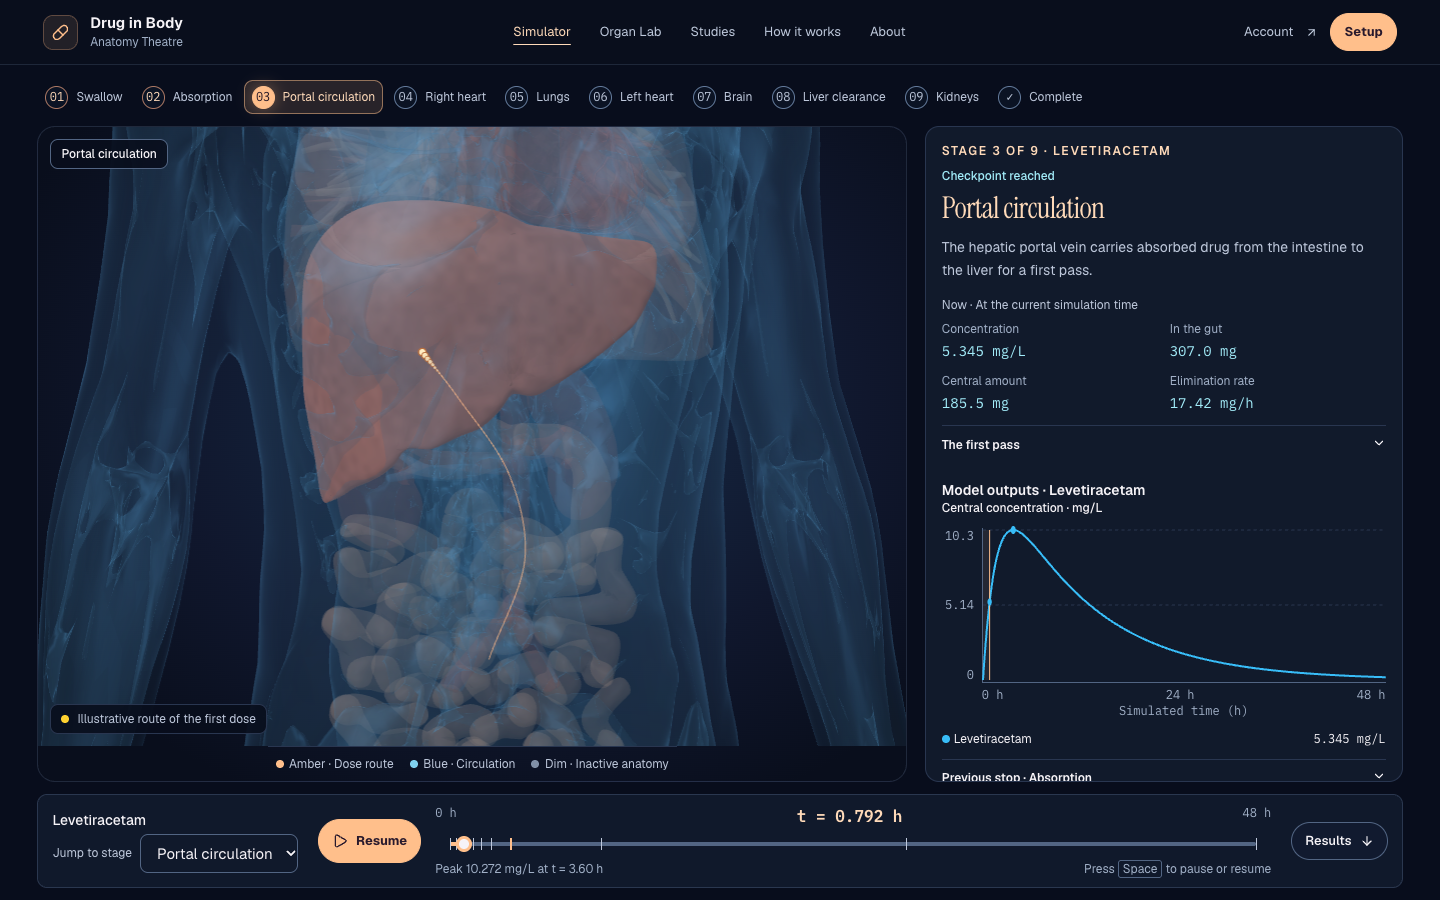 Drug in Body
Anatomy Theatre
Simulator
Organ Lab
Studies
How it works
About
Account
Setup
01 Swallow
02 Absorption
03 Portal circulation
04 Right heart
05 Lungs
06 Left heart
07 Brain
08 Liver clearance
09 Kidneys
✓ Complete
Portal circulation
Illustrative route of the first dose
Amber · Dose route
Blue · Circulation
Dim · Inactive anatomy
STAGE 3 OF 9 · LEVETIRACETAM
Checkpoint reached
Portal circulation
The hepatic portal vein carries absorbed drug from the intestine to
the liver for a first pass.
Now · At the current simulation time
Concentration
5.345 mg/L
In the gut
307.0 mg
Central amount
185.5 mg
Elimination rate
17.42 mg/h
The first pass
Model outputs · Levetiracetam
Central concentration · mg/L
10.3
5.14
0
0 h
24 h
48 h
Simulated time (h)
Levetiracetam
5.345 mg/L
Previous stop · Absorption
Levetiracetam
Jump to stage
Portal circulation
Resume
0 h
t = 0.792 h
48 h
Peak 10.272 mg/L at t = 3.60 h
Press Space to pause or resume
Results